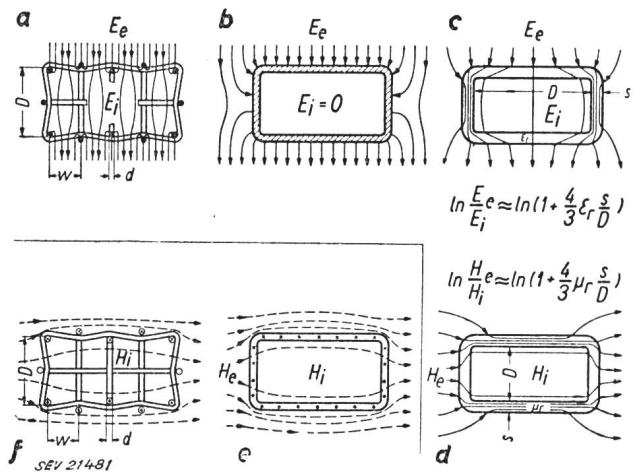 a
b
c
E_e
E_e
E_e
D
E_i
w
d
E_i = 0
D
E_i
s
ε_r
ln E_e/E_i ≈ ln(1 + 4/3 ε_r s/D)
ln H_e/H_i ≈ ln(1 + 4/3 μ_r s/D)
D
H_i
w
d
H_e
H_i
H_e
D
H_i
μ_r
s
f
e
d
SEV 21481